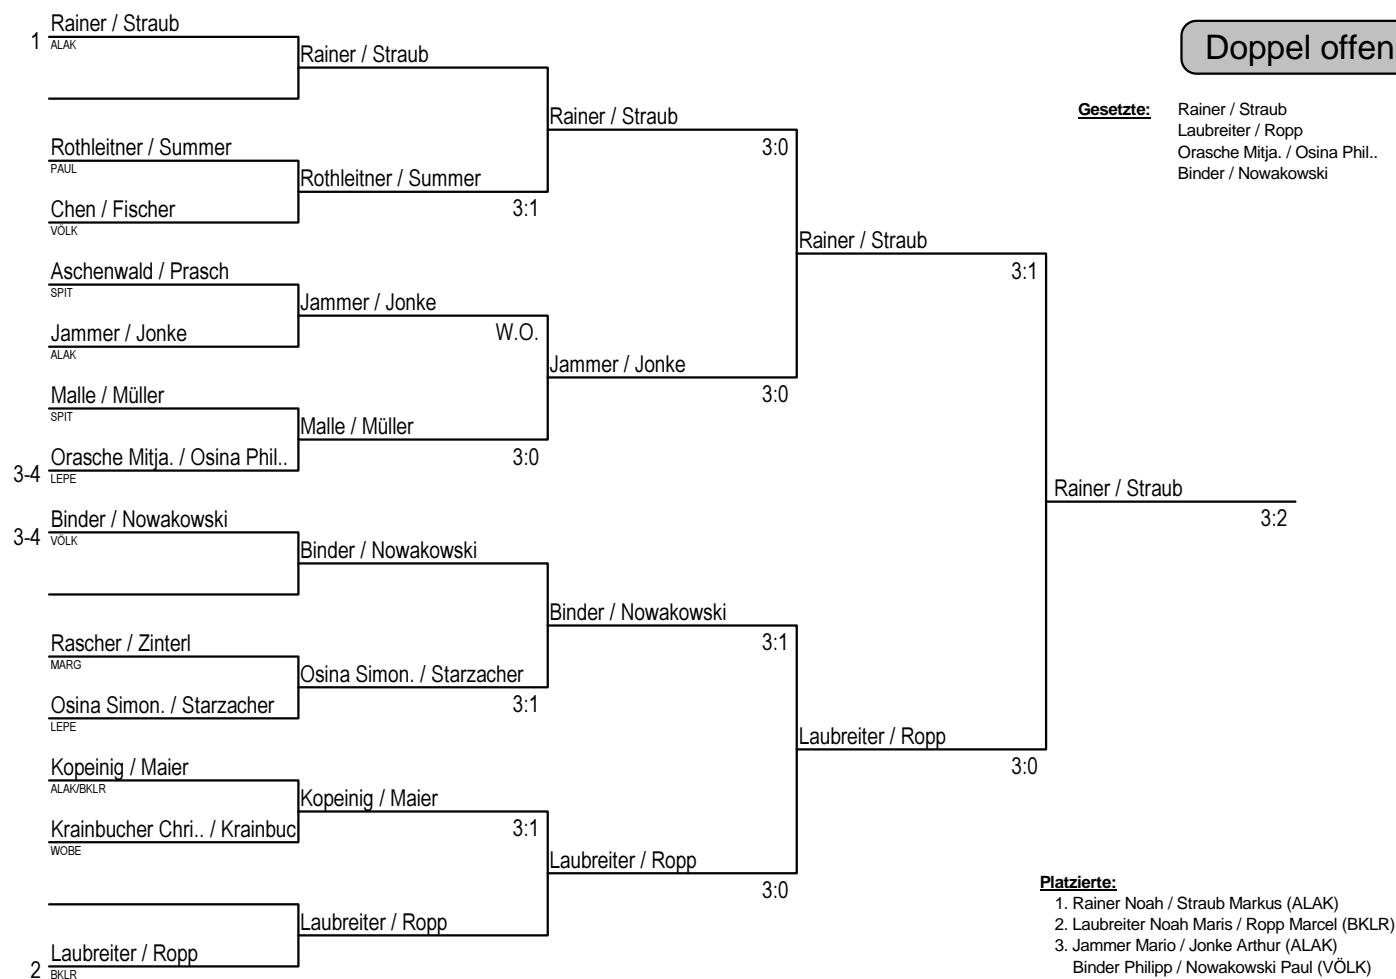 Doppel offen
Gesetzte:
Rainer / Straub
Laubreiter / Ropp
Orasche Mitja. / Osina Phil..
Binder / Nowakowski
1
Rainer / Straub
ALAK
Rothleitner / Summer
PAUL
Chen / Fischer
VÖLK
Aschenwald / Prasch
SPIT
Jammer / Jonke
ALAK
Malle / Müller
SPIT
3-4
Orasche Mitja. / Osina Phil..
LEPE
3-4
Binder / Nowakowski
VÖLK
Rascher / Zinterl
MARG
Osina Simon. / Starzacher
LEPE
Kopeinig / Maier
ALAK/BKLR
Krainbucher Chri.. / Krainbuc
WOBE
2
Laubreiter / Ropp
BKLR
Rainer / Straub
Rothleitner / Summer
3:1
Jammer / Jonke
W.O.
Malle / Müller
3:0
Binder / Nowakowski
Osina Simon. / Starzacher
3:1
Kopeinig / Maier
3:1
Laubreiter / Ropp
Rainer / Straub
3:0
Jammer / Jonke
3:0
Binder / Nowakowski
3:1
Laubreiter / Ropp
3:0
Rainer / Straub
3:1
Laubreiter / Ropp
3:0
Rainer / Straub
3:2
Platzierte:
1. Rainer Noah / Straub Markus (ALAK)
2. Laubreiter Noah Maris / Ropp Marcel (BKLR)
3. Jammer Mario / Jonke Arthur (ALAK)
Binder Philipp / Nowakowski Paul (VÖLK)